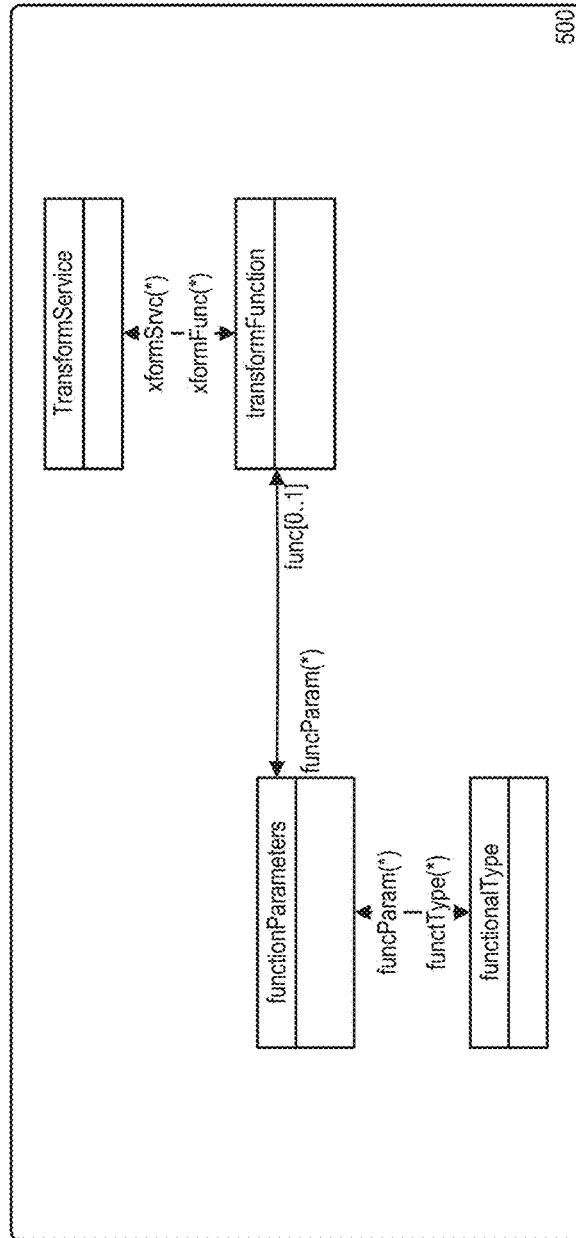 500
TransformService
xformSrvc(*)
xformFunc(*)
transformFunction
func[0..1]
funcParam(*)
functionParameters
funcParam(*)
functType(*)
functionalType